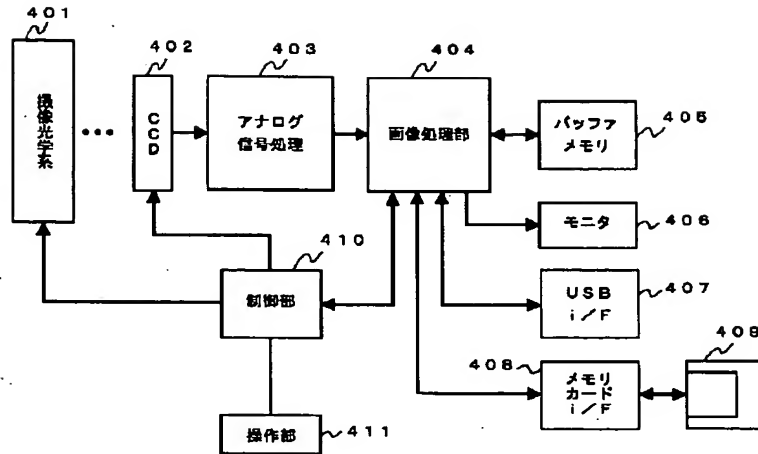 401
撮像光学系
402
CCD
403
アナログ
信号処理
404
画像処理部
405
バッファ
メモリ
406
モニタ
407
USB
i/F
408
メモリ
カード
i/F
409
410
制御部
411
操作部